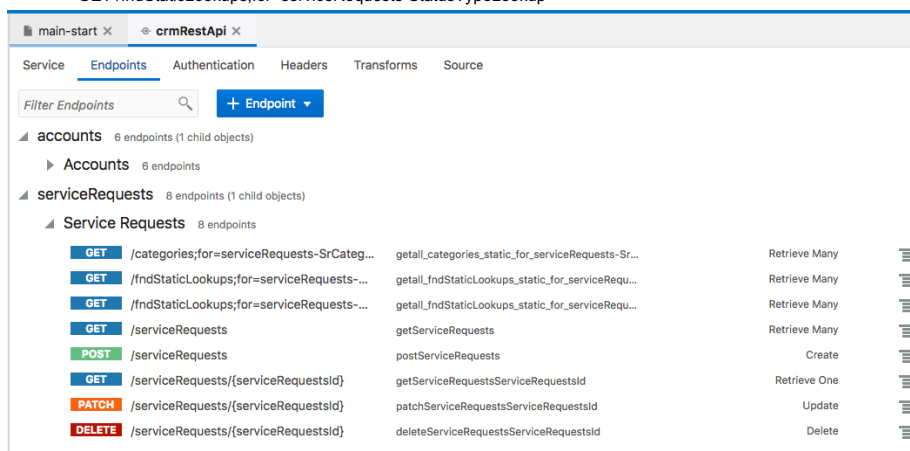 main-start × crmRestApi ×
Service Endpoints Authentication Headers Transforms Source
Filter Endpoints + Endpoint
accounts 6 endpoints (1 child objects)
Accounts 6 endpoints
serviceRequests 8 endpoints (1 child objects)
Service Requests 8 endpoints
GET /categories;for=serviceRequests-SrCateg... getall_categories_static_for_serviceRequests-Sr... Retrieve Many
GET /fndStaticLookups;for=serviceRequests-... getall_fndStaticLookups_static_for_serviceRequ... Retrieve Many
GET /fndStaticLookups;for=serviceRequests-... getall_fndStaticLookups_static_for_serviceRequ... Retrieve Many
GET /serviceRequests getServiceRequests Retrieve Many
POST /serviceRequests postServiceRequests Create
GET /serviceRequests/{serviceRequestsId} getServiceRequestsServiceRequestsId Retrieve One
PATCH /serviceRequests/{serviceRequestsId} patchServiceRequestsServiceRequestsId Update
DELETE /serviceRequests/{serviceRequestsId} deleteServiceRequestsServiceRequestsId Delete